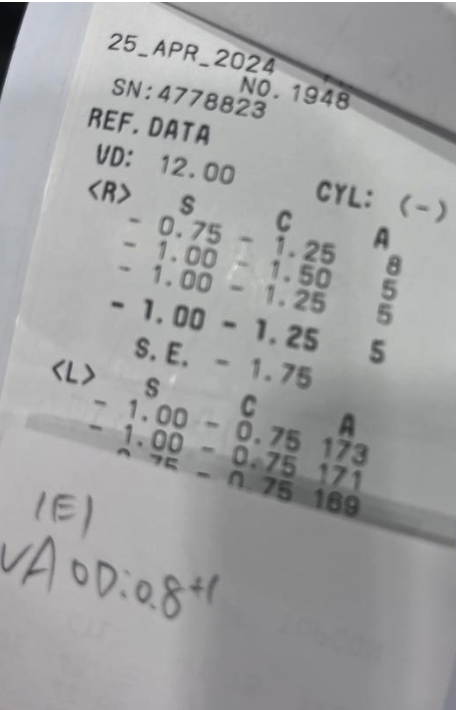 25_APR_2024
NO. 1948
SN:4778823
REF. DATA
VD: 12.00 CYL: (-)
<R> S C A
- 0.75 - 1.25 8
- 1.00 - 1.50 5
- 1.00 - 1.25 5
- 1.00 - 1.25 5
S.E. - 1.75
<L> S C A
- 1.00 - 0.75 173
- 1.00 - 0.75 171
0.75 - 0.75 169
VA OD:0.8+1